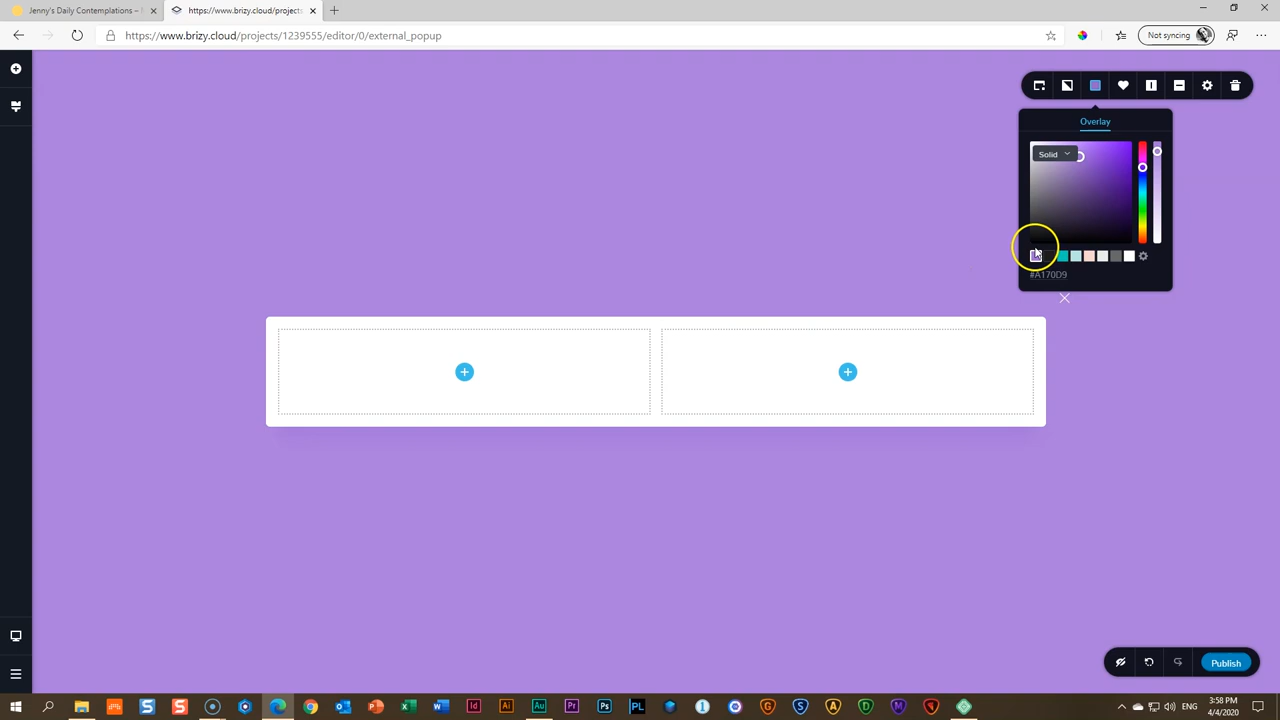 Jenny's Daily Contemplations –
https://www.brizy.cloud/project:
https://www.brizy.cloud/projects/1239555/editor/0/external_popup
Not syncing
Overlay
Solid
#A170D9
Publish
ENG
3:58 PM
4/4/2020